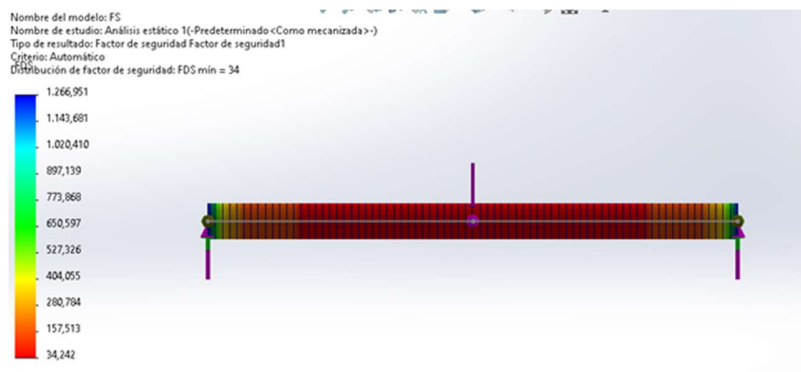 Nombre del modelo: FS
Nombre de estudio: Análisis estático 1(-Predeterminado<Como mecanizada>-)
Tipo de resultado: Factor de seguridad Factor de seguridad1
Criterio: Automático
Distribución de factor de seguridad: FDS mín = 34
FDS
1.266,951
1.143,681
1.020,410
897,139
773,868
650,597
527,326
404,055
280,784
157,513
34,242